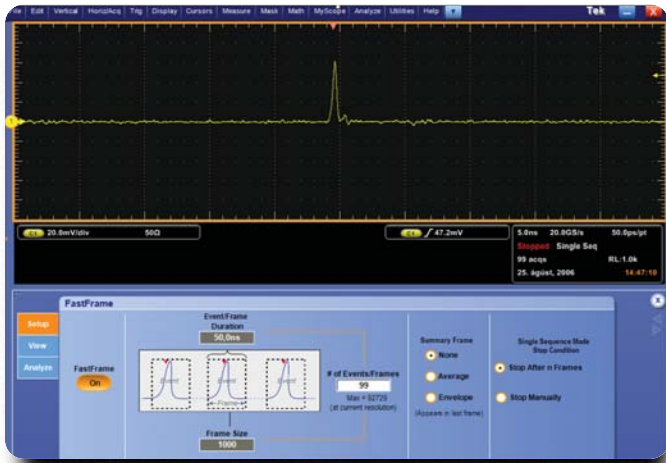 File Edit Vertical Horiz/Acq Trig Display Cursors Measure Mask Math MyScope Analyze Utilities Help Tek
1
C1 20.0mV/div 50Ω
C1 47.2mV
5.0ns 20.0GS/s 50.0ps/pt
Stopped Single Seq
99 acqs RL:1.0k
25. ágúst, 2006 14:47:10
FastFrame
Setup
View
Analyze
FastFrame
On
Event/Frame
Duration
50,0ns
Event Event Event
Frame
Frame Size
1000
# of Events/Frames
99
Max = 92729
(at current resolution)
Summary Frame
None
Average
Envelope
(Appears in last frame)
Single Sequence Mode
Stop Condition
Stop After n Frames
Stop Manually